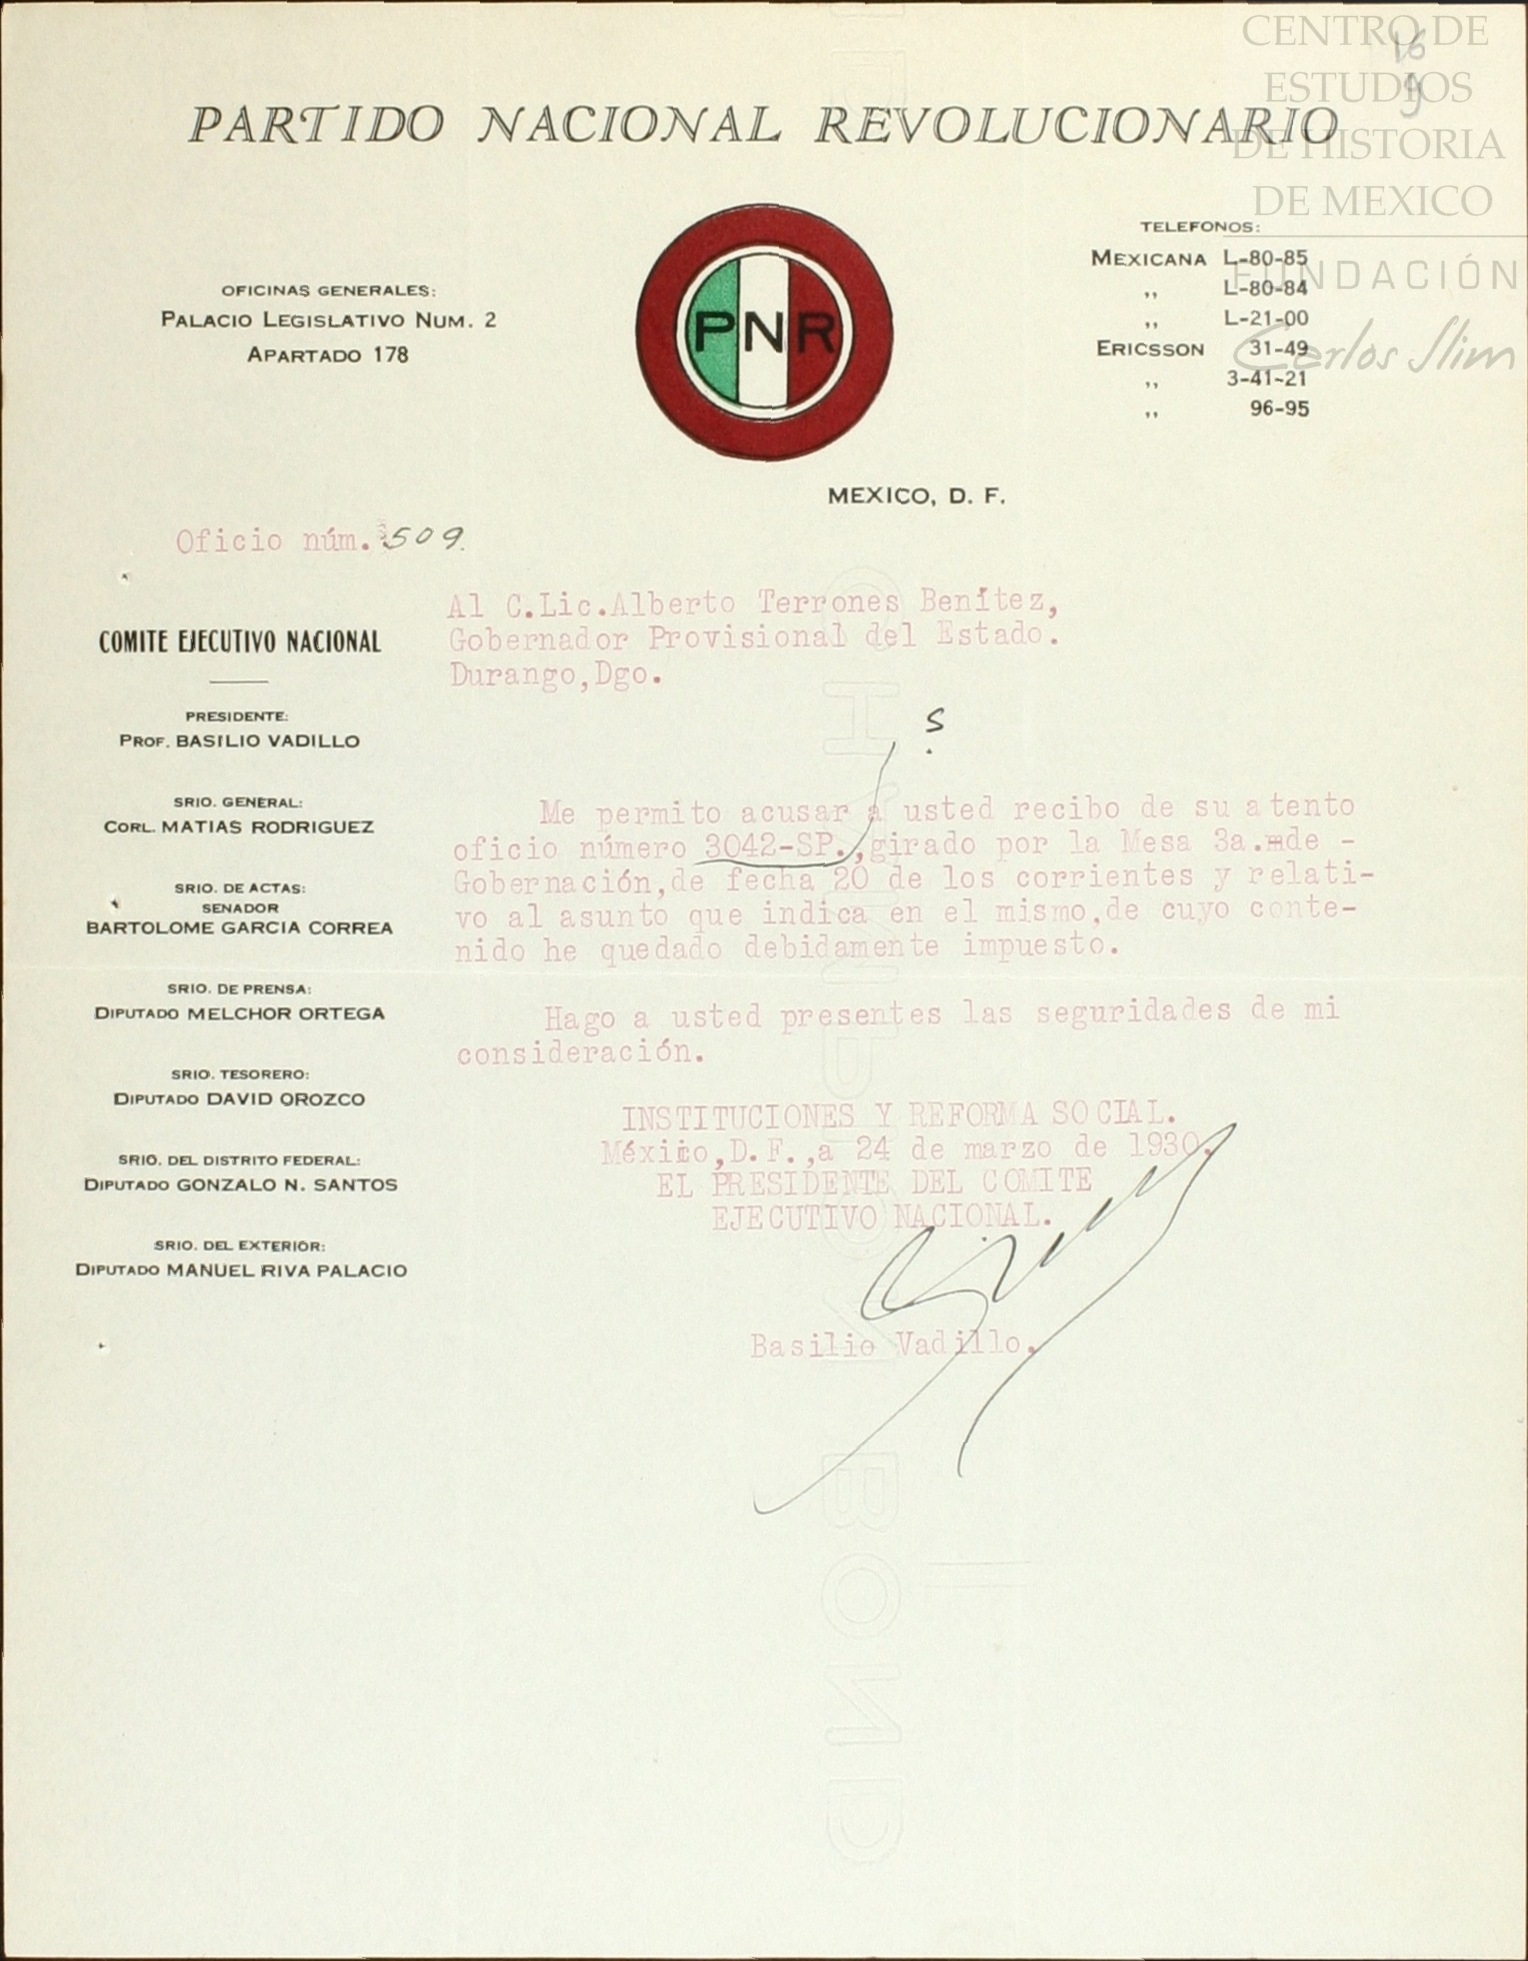 CENTRO DE
ESTUDIOS
DE HISTORIA
DE MEXICO
FUNDACIÓN
Carlos Slim
PARTIDO NACIONAL REVOLUCIONARIO
OFICINAS GENERALES:
PALACIO LEGISLATIVO NUM. 2
APARTADO 178
PNR
TELEFONOS:
MEXICANA L-80-85
,, L-80-84
,, L-21-00
ERICSSON 31-49
,, 3-41-21
,, 96-95
MEXICO, D. F.
Oficio núm. 509.
COMITE EJECUTIVO NACIONAL
PRESIDENTE:
PROF. BASILIO VADILLO
SRIO. GENERAL:
CORL. MATIAS RODRIGUEZ
SRIO. DE ACTAS:
SENADOR
BARTOLOME GARCIA CORREA
SRIO. DE PRENSA:
DIPUTADO MELCHOR ORTEGA
SRIO. TESORERO:
DIPUTADO DAVID OROZCO
SRIO. DEL DISTRITO FEDERAL:
DIPUTADO GONZALO N. SANTOS
SRIO. DEL EXTERIOR:
DIPUTADO MANUEL RIVA PALACIO
Al C.Lic.Alberto Terrones Benítez,
Gobernador Provisional del Estado.
Durango,Dgo.
Me permito acusar a usted recibo de su atento
oficio número 3042-SP.,girado por la Mesa 3a. de -
Gobernación,de fecha 20 de los corrientes y relati-
vo al asunto que indica en el mismo,de cuyo conte-
nido he quedado debidamente impuesto.
Hago a usted presentes las seguridades de mi
consideración.
INSTITUCIONES Y REFORMA SOCIAL.
México,D.F.,a 24 de marzo de 1930.
EL PRESIDENTE DEL COMITE
EJECUTIVO NACIONAL.
Basilio Vadillo.